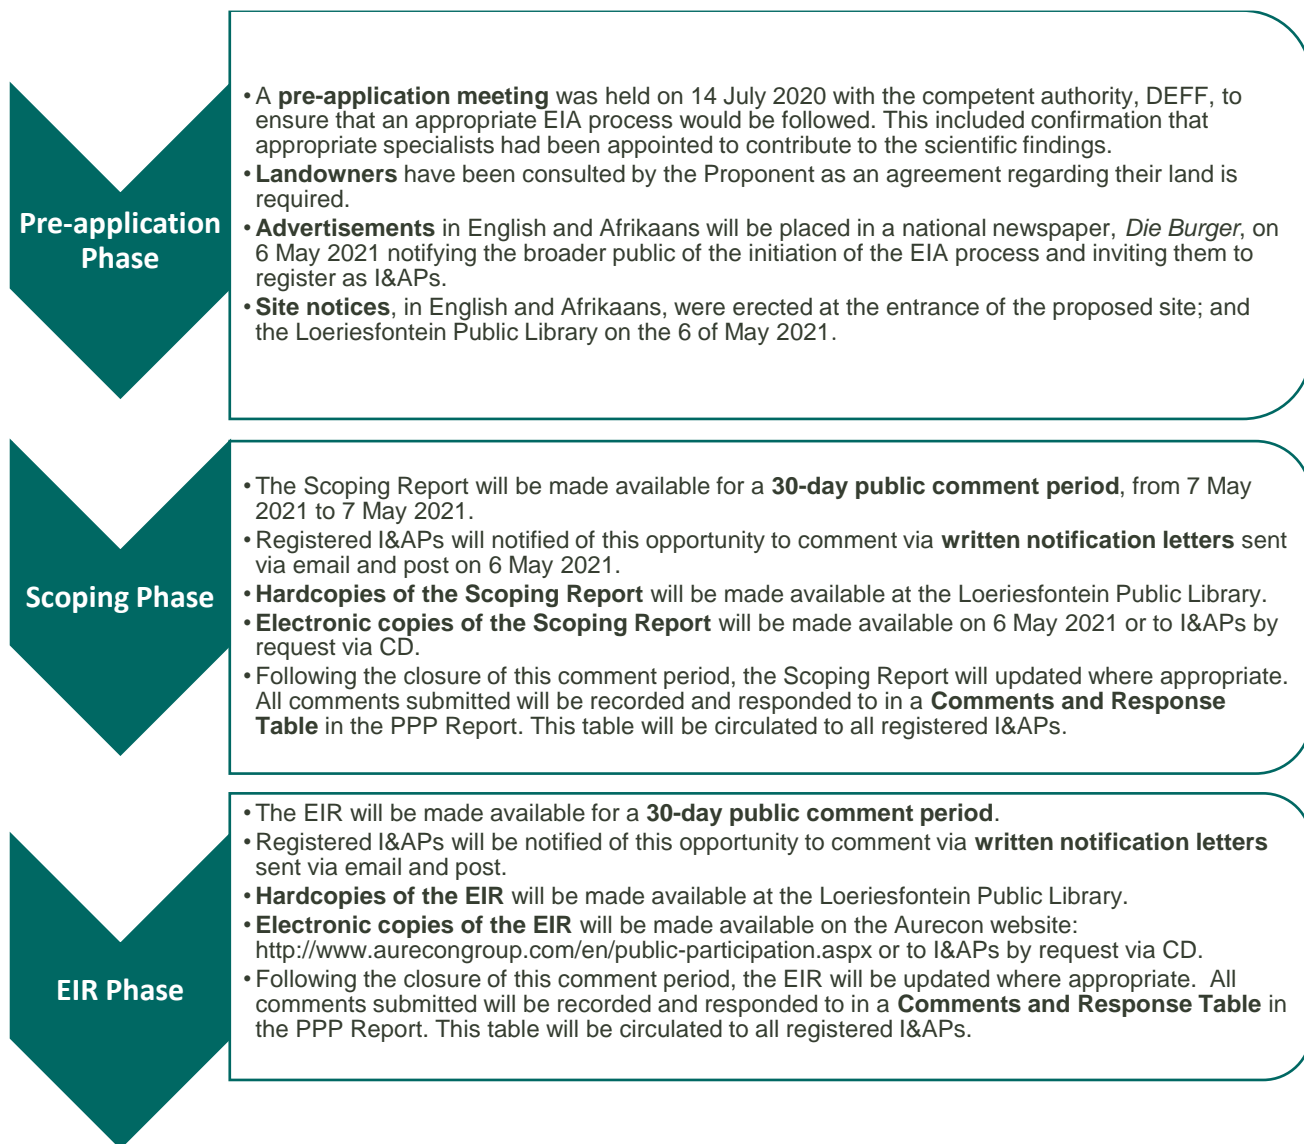 Pre-application
Phase
• A pre-application meeting was held on 14 July 2020 with the competent authority, DEFF, to
ensure that an appropriate EIA process would be followed. This included confirmation that
appropriate specialists had been appointed to contribute to the scientific findings.
• Landowners have been consulted by the Proponent as an agreement regarding their land is
required.
• Advertisements in English and Afrikaans will be placed in a national newspaper, Die Burger, on
6 May 2021 notifying the broader public of the initiation of the EIA process and inviting them to
register as I&APs.
• Site notices, in English and Afrikaans, were erected at the entrance of the proposed site; and
the Loeriesfontein Public Library on the 6 of May 2021.
Scoping Phase
• The Scoping Report will be made available for a 30-day public comment period, from 7 May
2021 to 7 May 2021.
• Registered I&APs will notified of this opportunity to comment via written notification letters sent
via email and post on 6 May 2021.
• Hardcopies of the Scoping Report will be made available at the Loeriesfontein Public Library.
• Electronic copies of the Scoping Report will be made available on 6 May 2021 or to I&APs by
request via CD.
• Following the closure of this comment period, the Scoping Report will updated where appropriate.
All comments submitted will be recorded and responded to in a Comments and Response
Table in the PPP Report. This table will be circulated to all registered I&APs.
EIR Phase
• The EIR will be made available for a 30-day public comment period.
• Registered I&APs will be notified of this opportunity to comment via written notification letters
sent via email and post.
• Hardcopies of the EIR will be made available at the Loeriesfontein Public Library.
• Electronic copies of the EIR will be made available on the Aurecon website:
http://www.aurecongroup.com/en/public-participation.aspx or to I&APs by request via CD.
• Following the closure of this comment period, the EIR will be updated where appropriate.  All
comments submitted will be recorded and responded to in a Comments and Response Table in
the PPP Report. This table will be circulated to all registered I&APs.